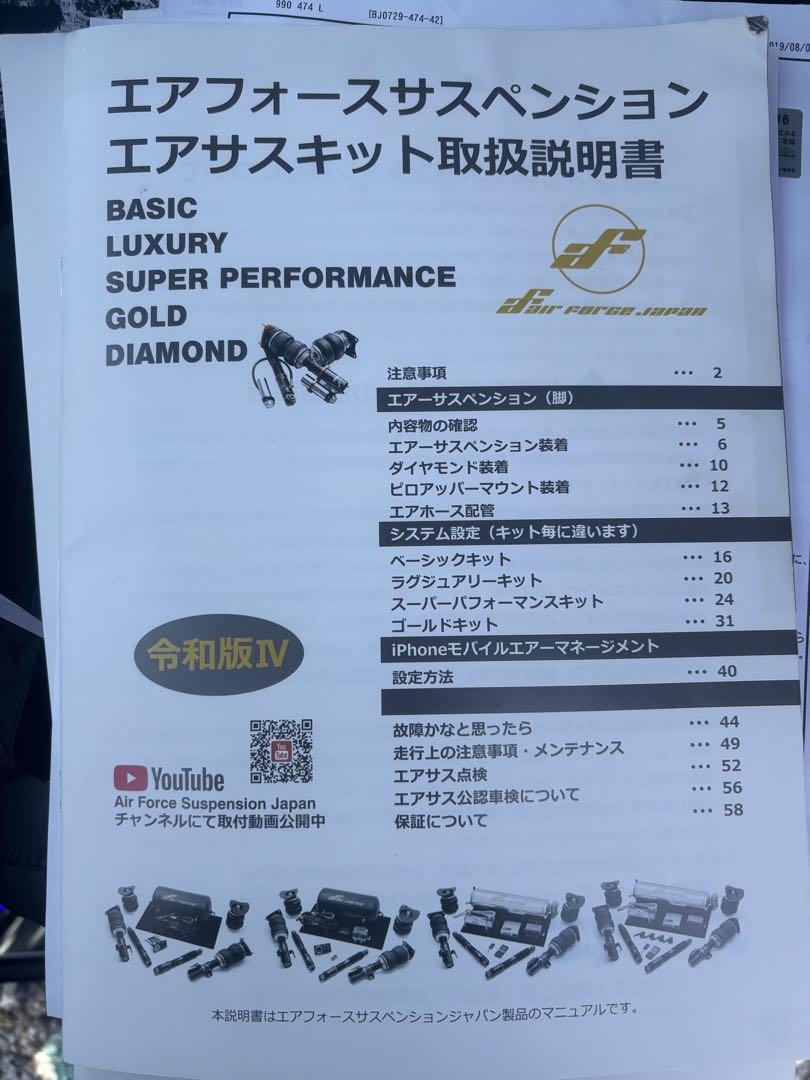 990 474 L
[BJ0729-474-42]
019/08/0
エアフォースサスペンション
エアサスキット取扱説明書
BASIC
LUXURY
SUPER PERFORMANCE
GOLD
DIAMOND
aF
air Force Japan
注意事項 ・・・ 2
エアーサスペンション（脚）
内容物の確認 ・・・ 5
エアーサスペンション装着 ・・・ 6
ダイヤモンド装着 ・・・ 10
ピロアッパーマウント装着 ・・・ 12
エアホース配管 ・・・ 13
システム設定（キット毎に違います）
ベーシックキット ・・・ 16
ラグジュアリーキット ・・・ 20
スーパーパフォーマンスキット ・・・ 24
ゴールドキット ・・・ 31
iPhoneモバイルエアーマネージメント
設定方法 ・・・ 40
故障かなと思ったら ・・・ 44
走行上の注意事項・メンテナンス ・・・ 49
エアサス点検 ・・・ 52
エアサス公認車検について ・・・ 56
保証について ・・・ 58
令和版Ⅳ
You
Tube
YouTube
Air Force Suspension Japan
チャンネルにて取付動画公開中
本説明書はエアフォースサスペンションジャパン製品のマニュアルです。